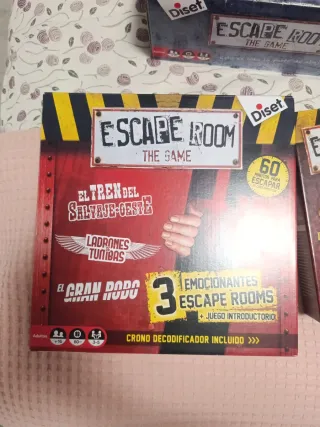 Diset
ESCAPE ROOM
THE GAME
Diset
ESCAPE ROOM
THE GAME
60
ESCAPAR
EL TREN DEL
SALVAJE OESTE
LADRONES
TUMBAS
EL GRAN ROBO
3 EMOCIONANTES
ESCAPE ROOMS
+ JUEGO INTRODUCTORIO
CRONO DECODIFICADOR INCLUIDO >>>